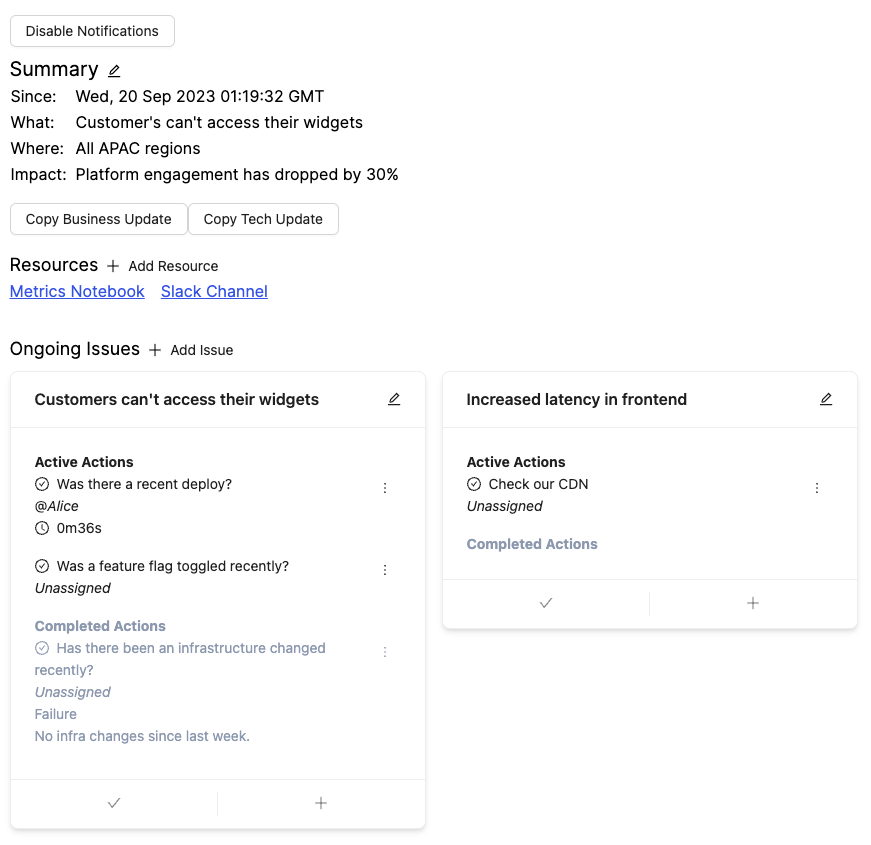 Disable Notifications
Summary
Since: Wed, 20 Sep 2023 01:19:32 GMT
What: Customer's can't access their widgets
Where: All APAC regions
Impact: Platform engagement has dropped by 30%
Copy Business Update Copy Tech Update
Resources + Add Resource
Metrics Notebook Slack Channel
Ongoing Issues + Add Issue
Customers can't access their widgets
Active Actions
Was there a recent deploy?
@Alice
0m36s
Was a feature flag toggled recently?
Unassigned
Completed Actions
Has there been an infrastructure changed
recently?
Unassigned
Failure
No infra changes since last week.
Increased latency in frontend
Active Actions
Check our CDN
Unassigned
Completed Actions